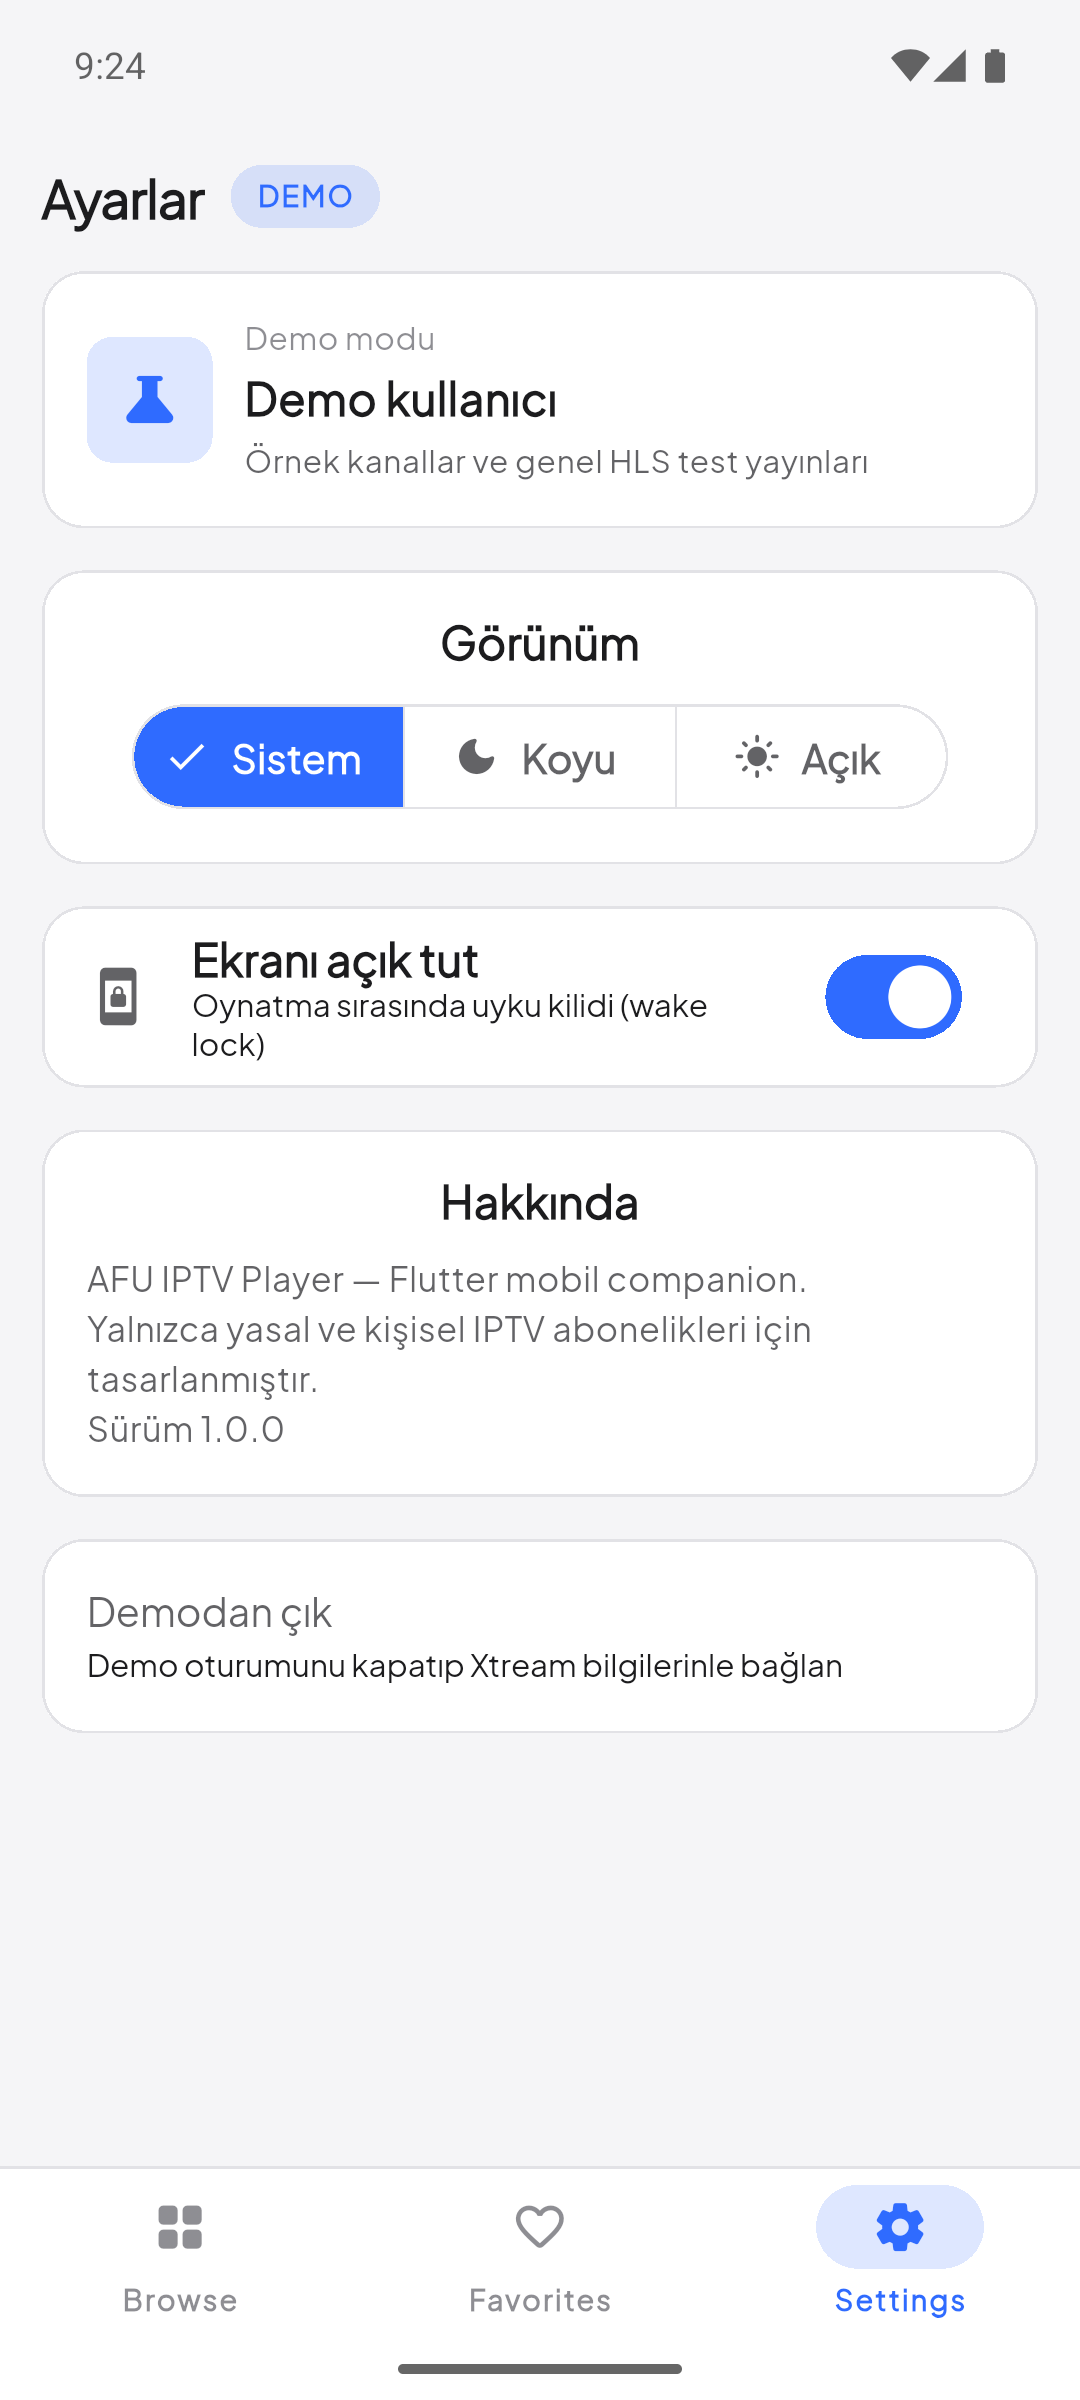 9:24
Ayarlar DEMO
Demo modu
Demo kullanıcı
Örnek kanallar ve genel HLS test yayınları
Görünüm
Sistem Koyu Açık
Ekranı açık tut
Oynatma sırasında uyku kilidi (wake
lock)
Hakkında
AFU IPTV Player — Flutter mobil companion.
Yalnızca yasal ve kişisel IPTV abonelikleri için
tasarlanmıştır.
Sürüm 1.0.0
Demodan çık
Demo oturumunu kapatıp Xtream bilgilerinle bağlan
Browse Favorites Settings